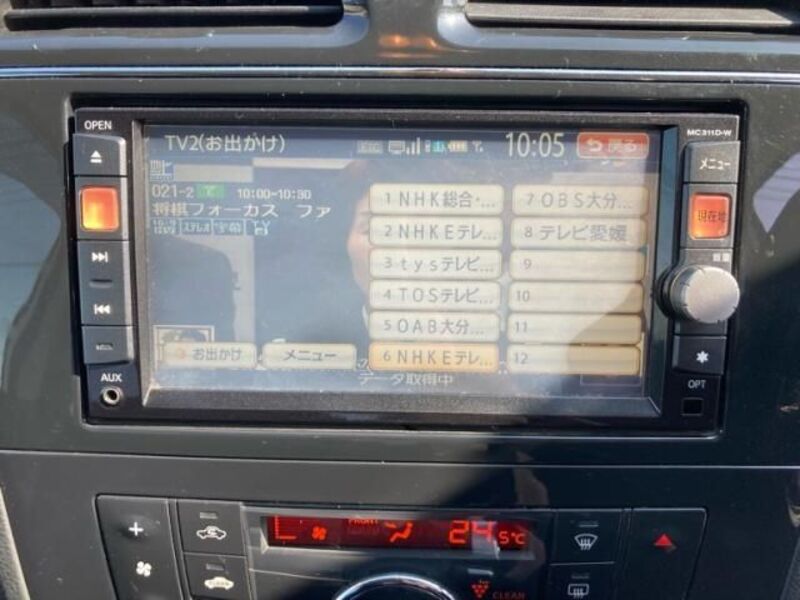 OPEN
MC311D-W
TV2(お出かけ)
ETC
10:05
戻る
メニュー
021-2
10:00~10:30
将棋フォーカス ファ
ステレオ
字幕
1 NHK総合・...
2 NHKEテレ...
3 tysテレビ...
4 TOSテレビ...
5 OAB大分...
6 NHKEテレ...
7 OBS大分...
8 テレビ愛媛
9
10
11
12
現在地
お出かけ
メニュー
データ取得中
AUX
OPT
FRONT
24.5℃
CLEAN